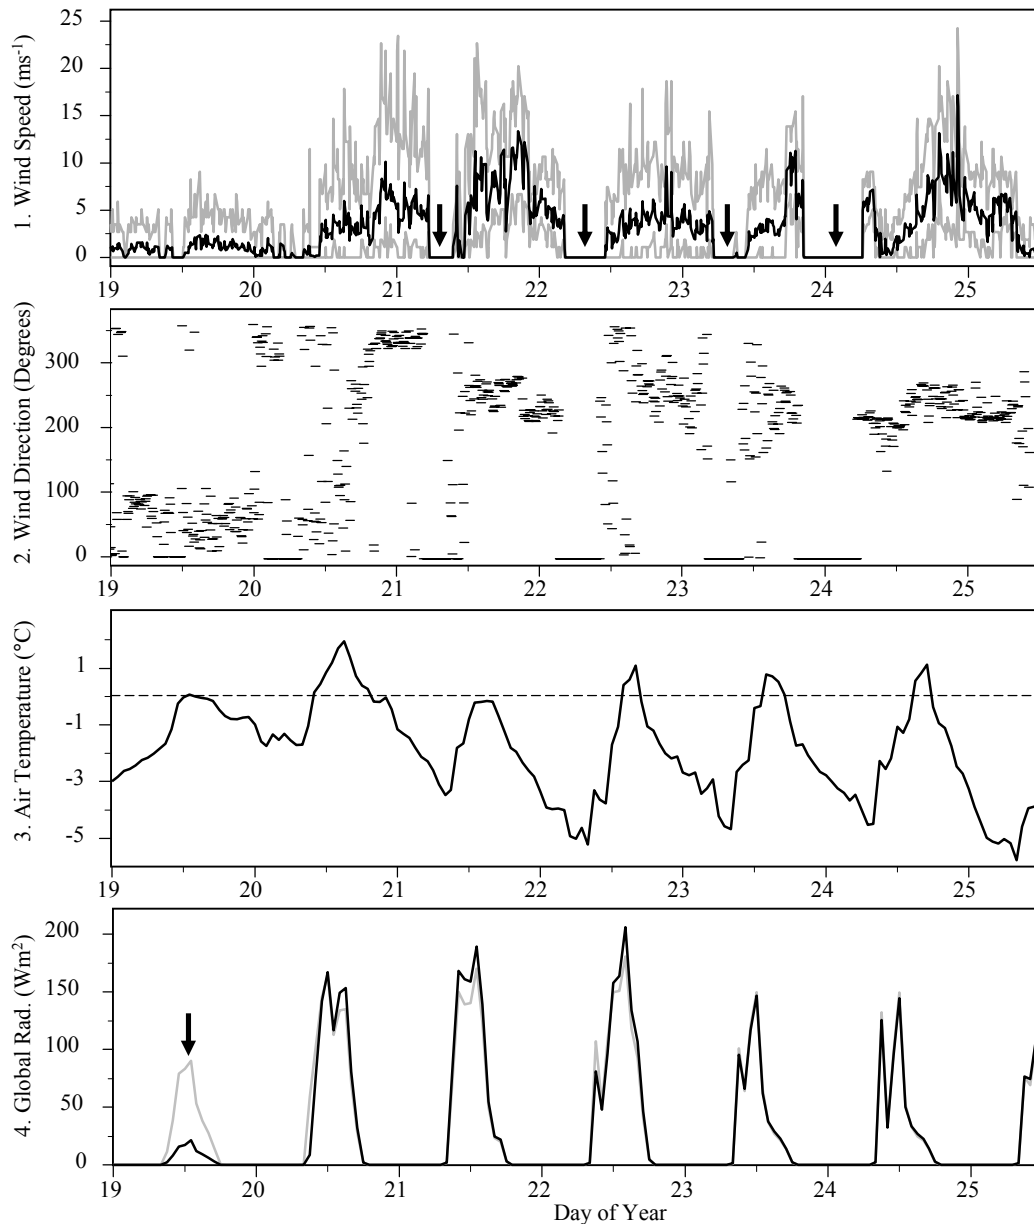 1. Wind Speed (ms-1)
25
20
15
10
5
0
19 20 21 22 23 24 25
2. Wind Direction (Degrees)
300
200
100
0
19 20 21 22 23 24 25
3. Air Temperature (°C)
1
-1
-3
-5
19 20 21 22 23 24 25
4. Global Rad. (Wm2)
200
150
100
50
0
19 20 21 22 23 24 25
Day of Year